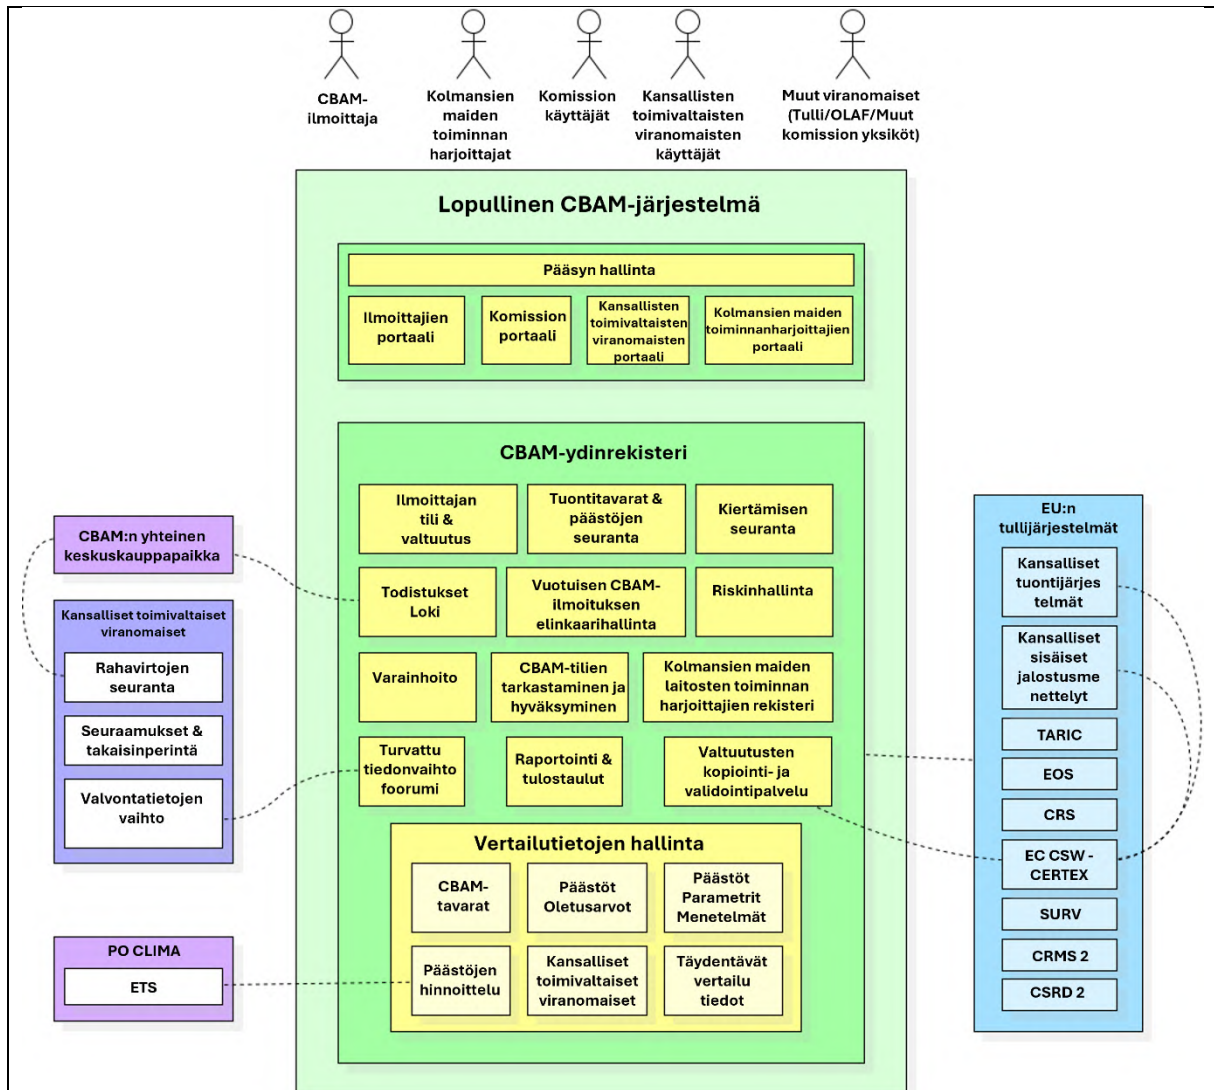 CBAM-
ilmoittaja
Kolmansien
maiden
toiminnan
harjoittajat
Komission
käyttäjät
Kansallisten
toimivaltaisten
viranomaisten
käyttäjät
Muut viranomaiset
(Tulli/OLAF/Muut
komission yksiköt)
Lopullinen CBAM-järjestelmä
Pääsyn hallinta
Ilmoittajien
portaali
Komission
portaali
Kansallisten
toimivaltaisten
viranomaisten
portaali
Kolmansien maiden
toiminnanharjoittajien
portaali
CBAM-ydinrekisteri
Ilmoittajan
tili &
valtuutus
Tuontitavarat &
päästöjen
seuranta
Kiertämisen
seuranta
Todistukset
Loki
Vuotuisen CBAM-
ilmoituksen
elinkaarihallinta
Riskinhallinta
Varainhoito
CBAM-tilien
tarkastaminen ja
hyväksyminen
Kolmansien maiden
laitosten toiminnan
harjoittajien rekisteri
Turvattu
tiedonvaihto
foorumi
Raportointi &
tulostaulut
Valtuutusten
kopiointi- ja
validointipalvelu
Vertailutietojen hallinta
CBAM-
tavarat
Päästöt
Oletusarvot
Päästöt
Parametrit
Menetelmät
Päästöjen
hinnoittelu
Kansalliset
toimivaltaiset
viranomaiset
Täydentävät
vertailu
tiedot
CBAM:n yhteinen
keskuskauppapaikka
Kansalliset toimivaltaiset
viranomaiset
Rahavirtojen
seuranta
Seuraamukset &
takaisinperintä
Valvontatietojen
vaihto
PO CLIMA
ETS
EU:n
tullijärjestelmät
Kansalliset
tuontijärjes
telmät
Kansalliset
sisäiset
jalostusme
nettelyt
TARIC
EOS
CRS
EC CSW -
CERTEX
SURV
CRMS 2
CSRD 2